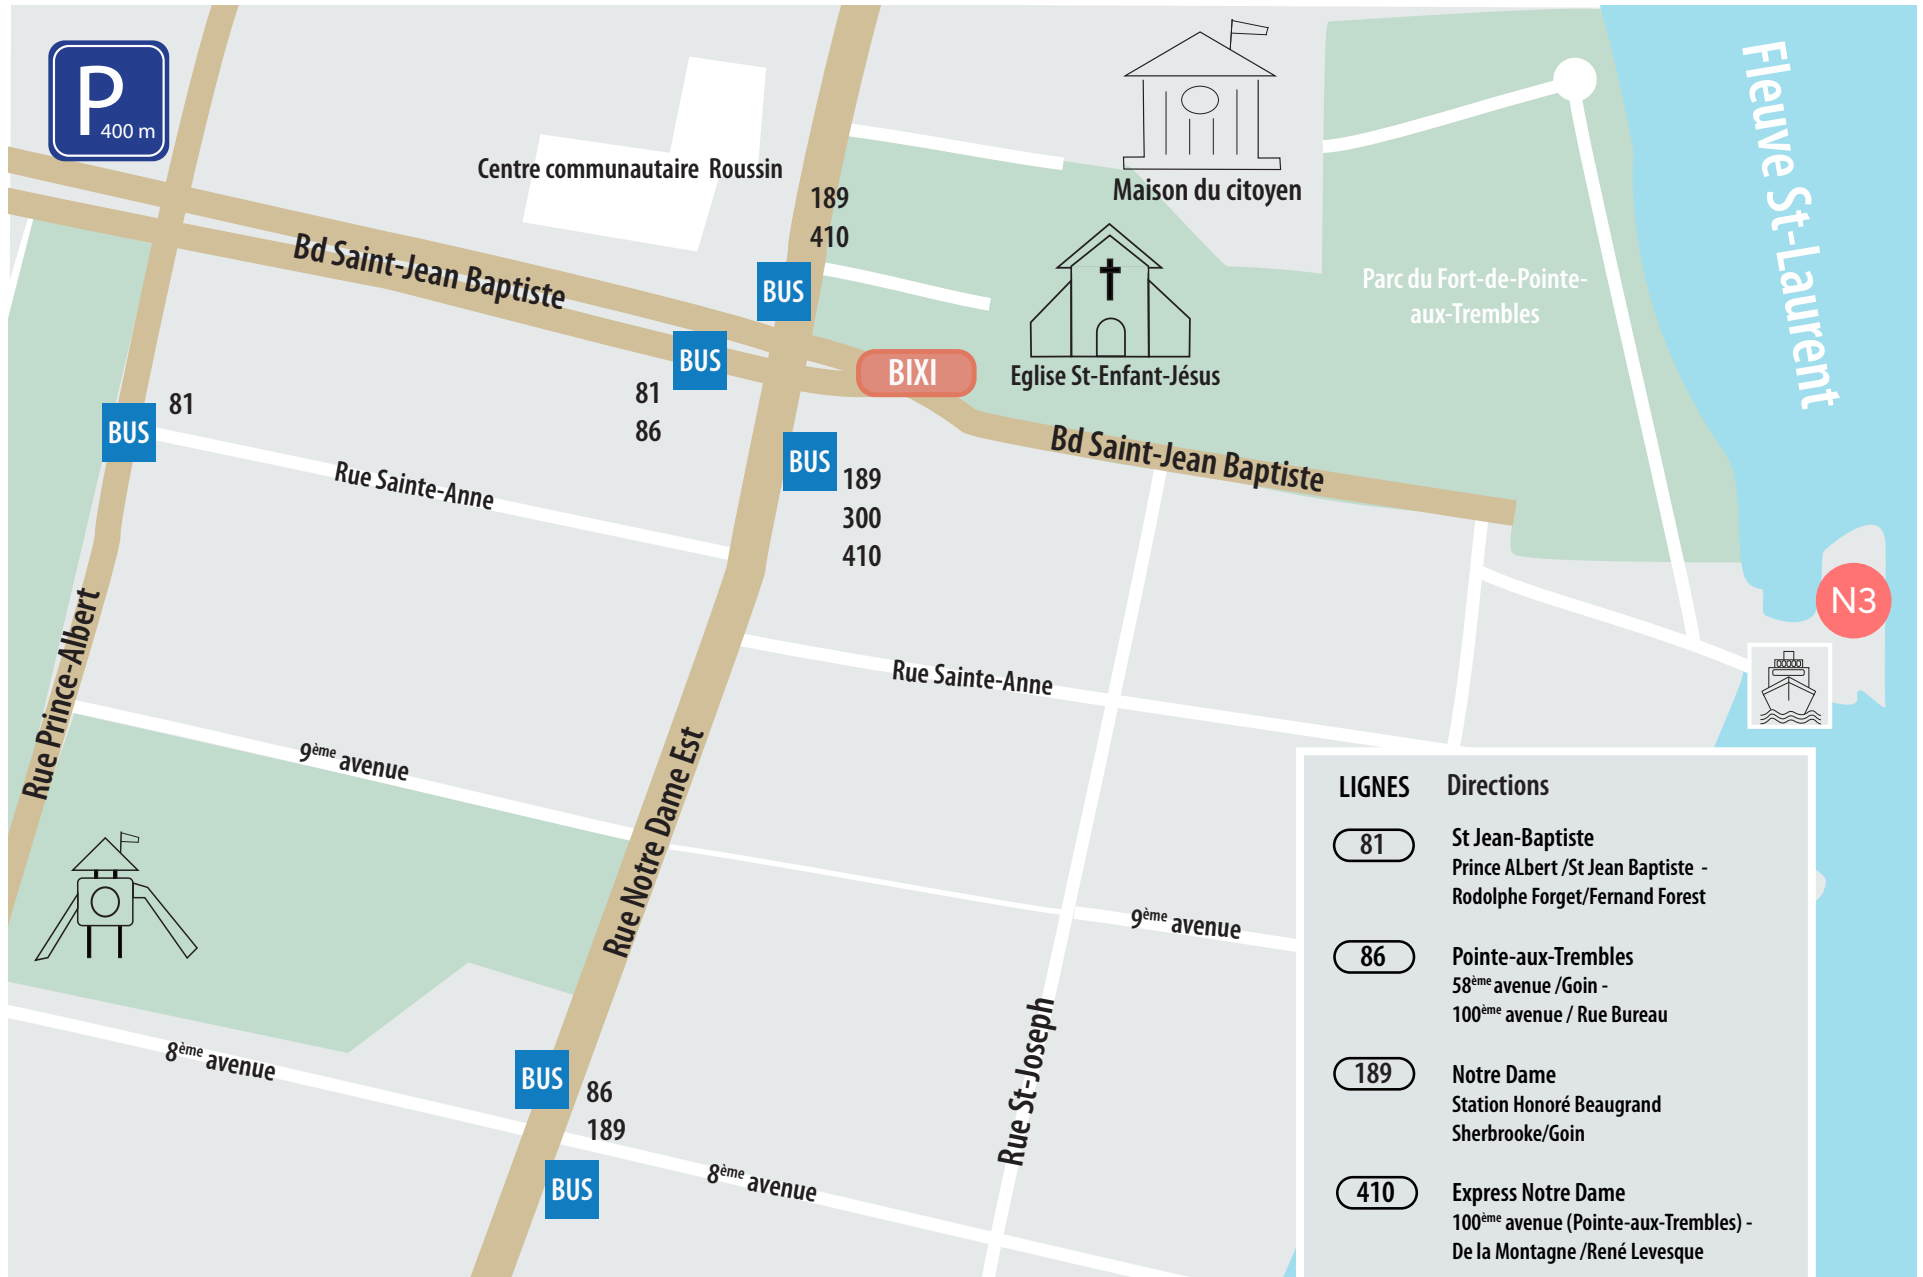 P
400 m
Fleuve St-Laurent
Centre communautaire Roussin
Maison du citoyen
189
410
Bd Saint-Jean Baptiste
BUS
Parc du Fort-de-Pointe-
aux-Trembles
BUS
BIXI
Eglise St-Enfant-Jésus
81
86
81
BUS
Bd Saint-Jean Baptiste
BUS
189
300
410
Rue Sainte-Anne
N3
Rue Prince-Albert
Rue Sainte-Anne
9ème avenue
Rue Notre Dame Est
9ème avenue
Rue St-Joseph
8ème avenue
BUS
86
189
BUS
8ème avenue
LIGNES Directions
81 St Jean-Baptiste
Prince ALbert /St Jean Baptiste -
Rodolphe Forget/Fernand Forest
86 Pointe-aux-Trembles
58ème avenue /Goin -
100ème avenue / Rue Bureau
189 Notre Dame
Station Honoré Beaugrand
Sherbrooke/Goin
410 Express Notre Dame
100ème avenue (Pointe-aux-Trembles) -
De la Montagne /René Levesque